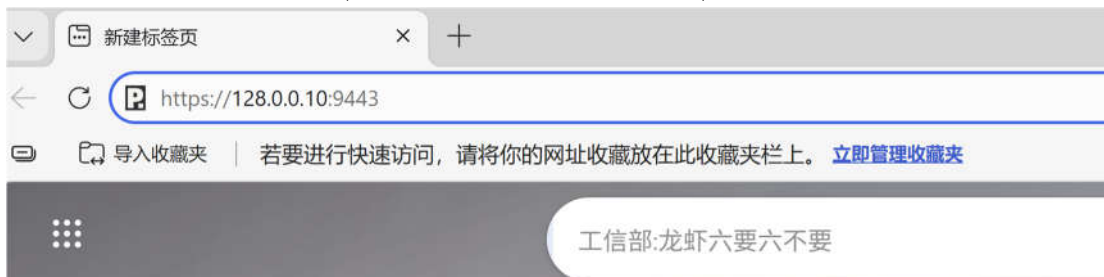 新建标签页
https://128.0.0.10:9443
导入收藏夹 若要进行快速访问，请将你的网址收藏放在此收藏夹栏上。 立即管理收藏夹
工信部:龙虾六要六不要